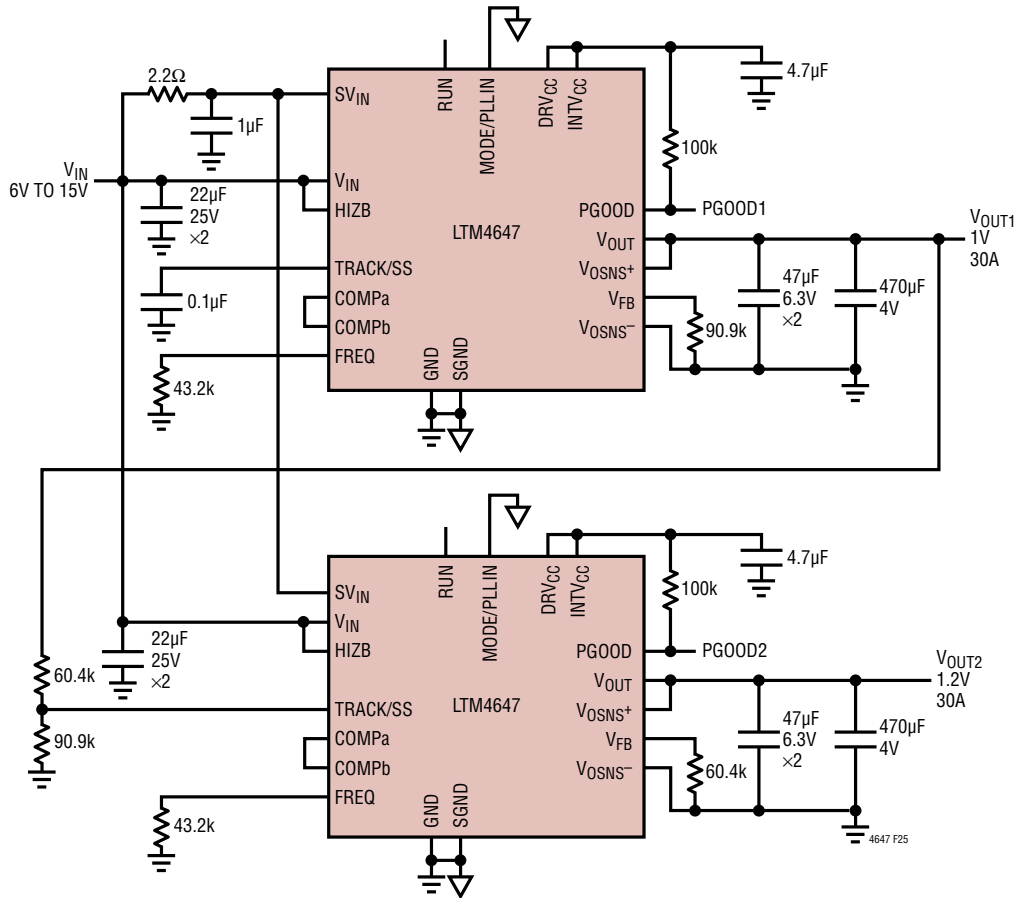 2.2Ω
1µF
VIN
6V TO 15V
22µF
25V
×2
0.1µF
43.2k
SVIN
VIN
HIZB
TRACK/SS
COMPa
COMPb
FREQ
RUN
MODE/PLLIN
DRVCC
INTVCC
LTM4647
GND
SGND
PGOOD
VOUT
VOSNS+
VFB
VOSNS–
4.7µF
100k
PGOOD1
90.9k
47µF
6.3V
×2
470µF
4V
VOUT1
1V
30A
60.4k
90.9k
22µF
25V
×2
43.2k
SVIN
VIN
HIZB
TRACK/SS
COMPa
COMPb
FREQ
RUN
MODE/PLLIN
DRVCC
INTVCC
LTM4647
GND
SGND
PGOOD
VOUT
VOSNS+
VFB
VOSNS–
4.7µF
100k
PGOOD2
60.4k
47µF
6.3V
×2
470µF
4V
VOUT2
1.2V
30A
4647 F25